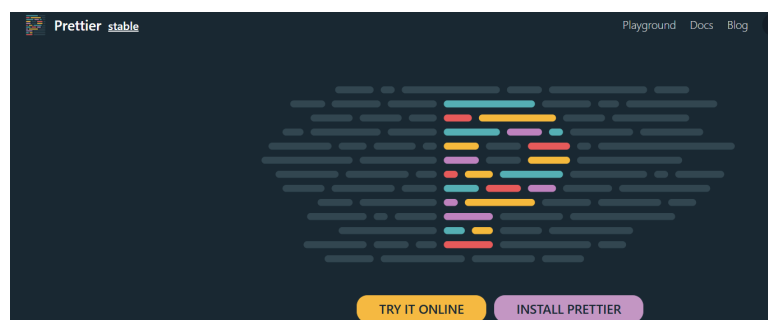 Prettier stable
Playground Docs Blog
TRY IT ONLINE
INSTALL PRETTIER